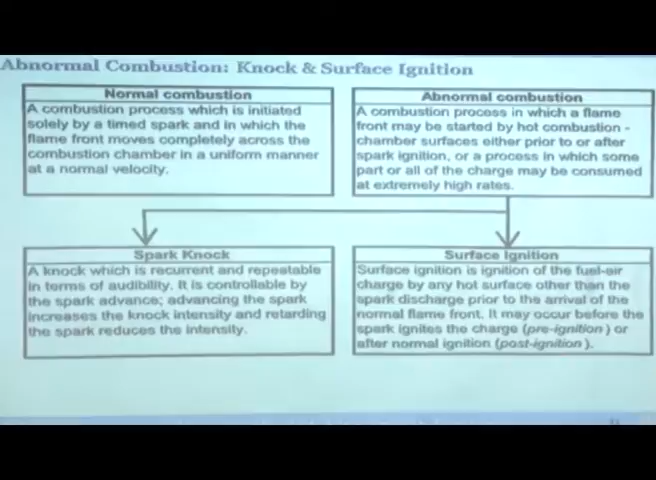 Abnormal Combustion: Knock & Surface Ignition
Normal combustion
A combustion process which is initiated
solely by a timed spark and in which the
flame front moves completely across the
combustion chamber in a uniform manner
at a normal velocity.
Abnormal combustion
A combustion process in which a flame
front may be started by hot combustion -
chamber surfaces either prior to or after
spark ignition, or a process in which some
part or all of the charge may be consumed
at extremely high rates.
Spark Knock
A knock which is recurrent and repeatable
in terms of audibility. It is controllable by
the spark advance; advancing the spark
increases the knock intensity and retarding
the spark reduces the intensity.
Surface Ignition
Surface ignition is ignition of the fuel-air
charge by any hot surface other than the
spark discharge prior to the arrival of the
normal flame front. It may occur before the
spark ignites the charge (pre-ignition) or
after normal ignition (post-ignition).